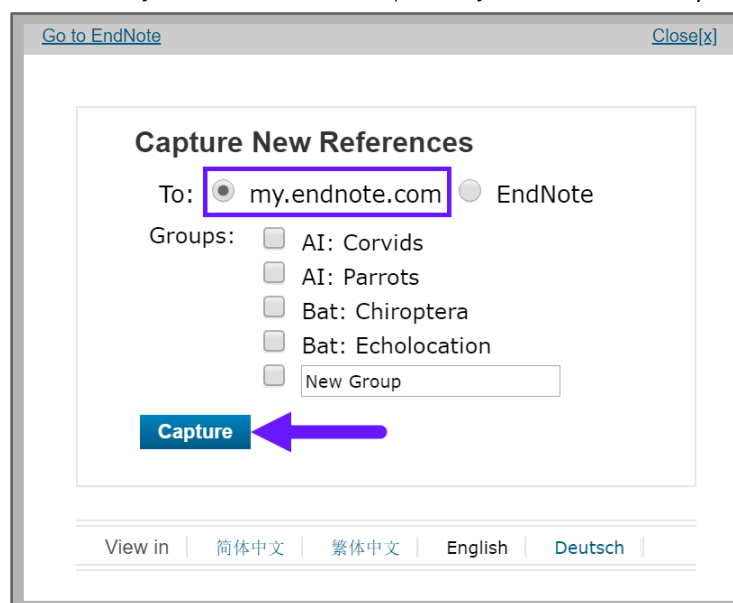 Go to EndNote Close[x]
Capture New References
To: my.endnote.com EndNote
Groups: AI: Corvids
AI: Parrots
Bat: Chiroptera
Bat: Echolocation
New Group
Capture
View in 简体中文 繁体中文 English Deutsch